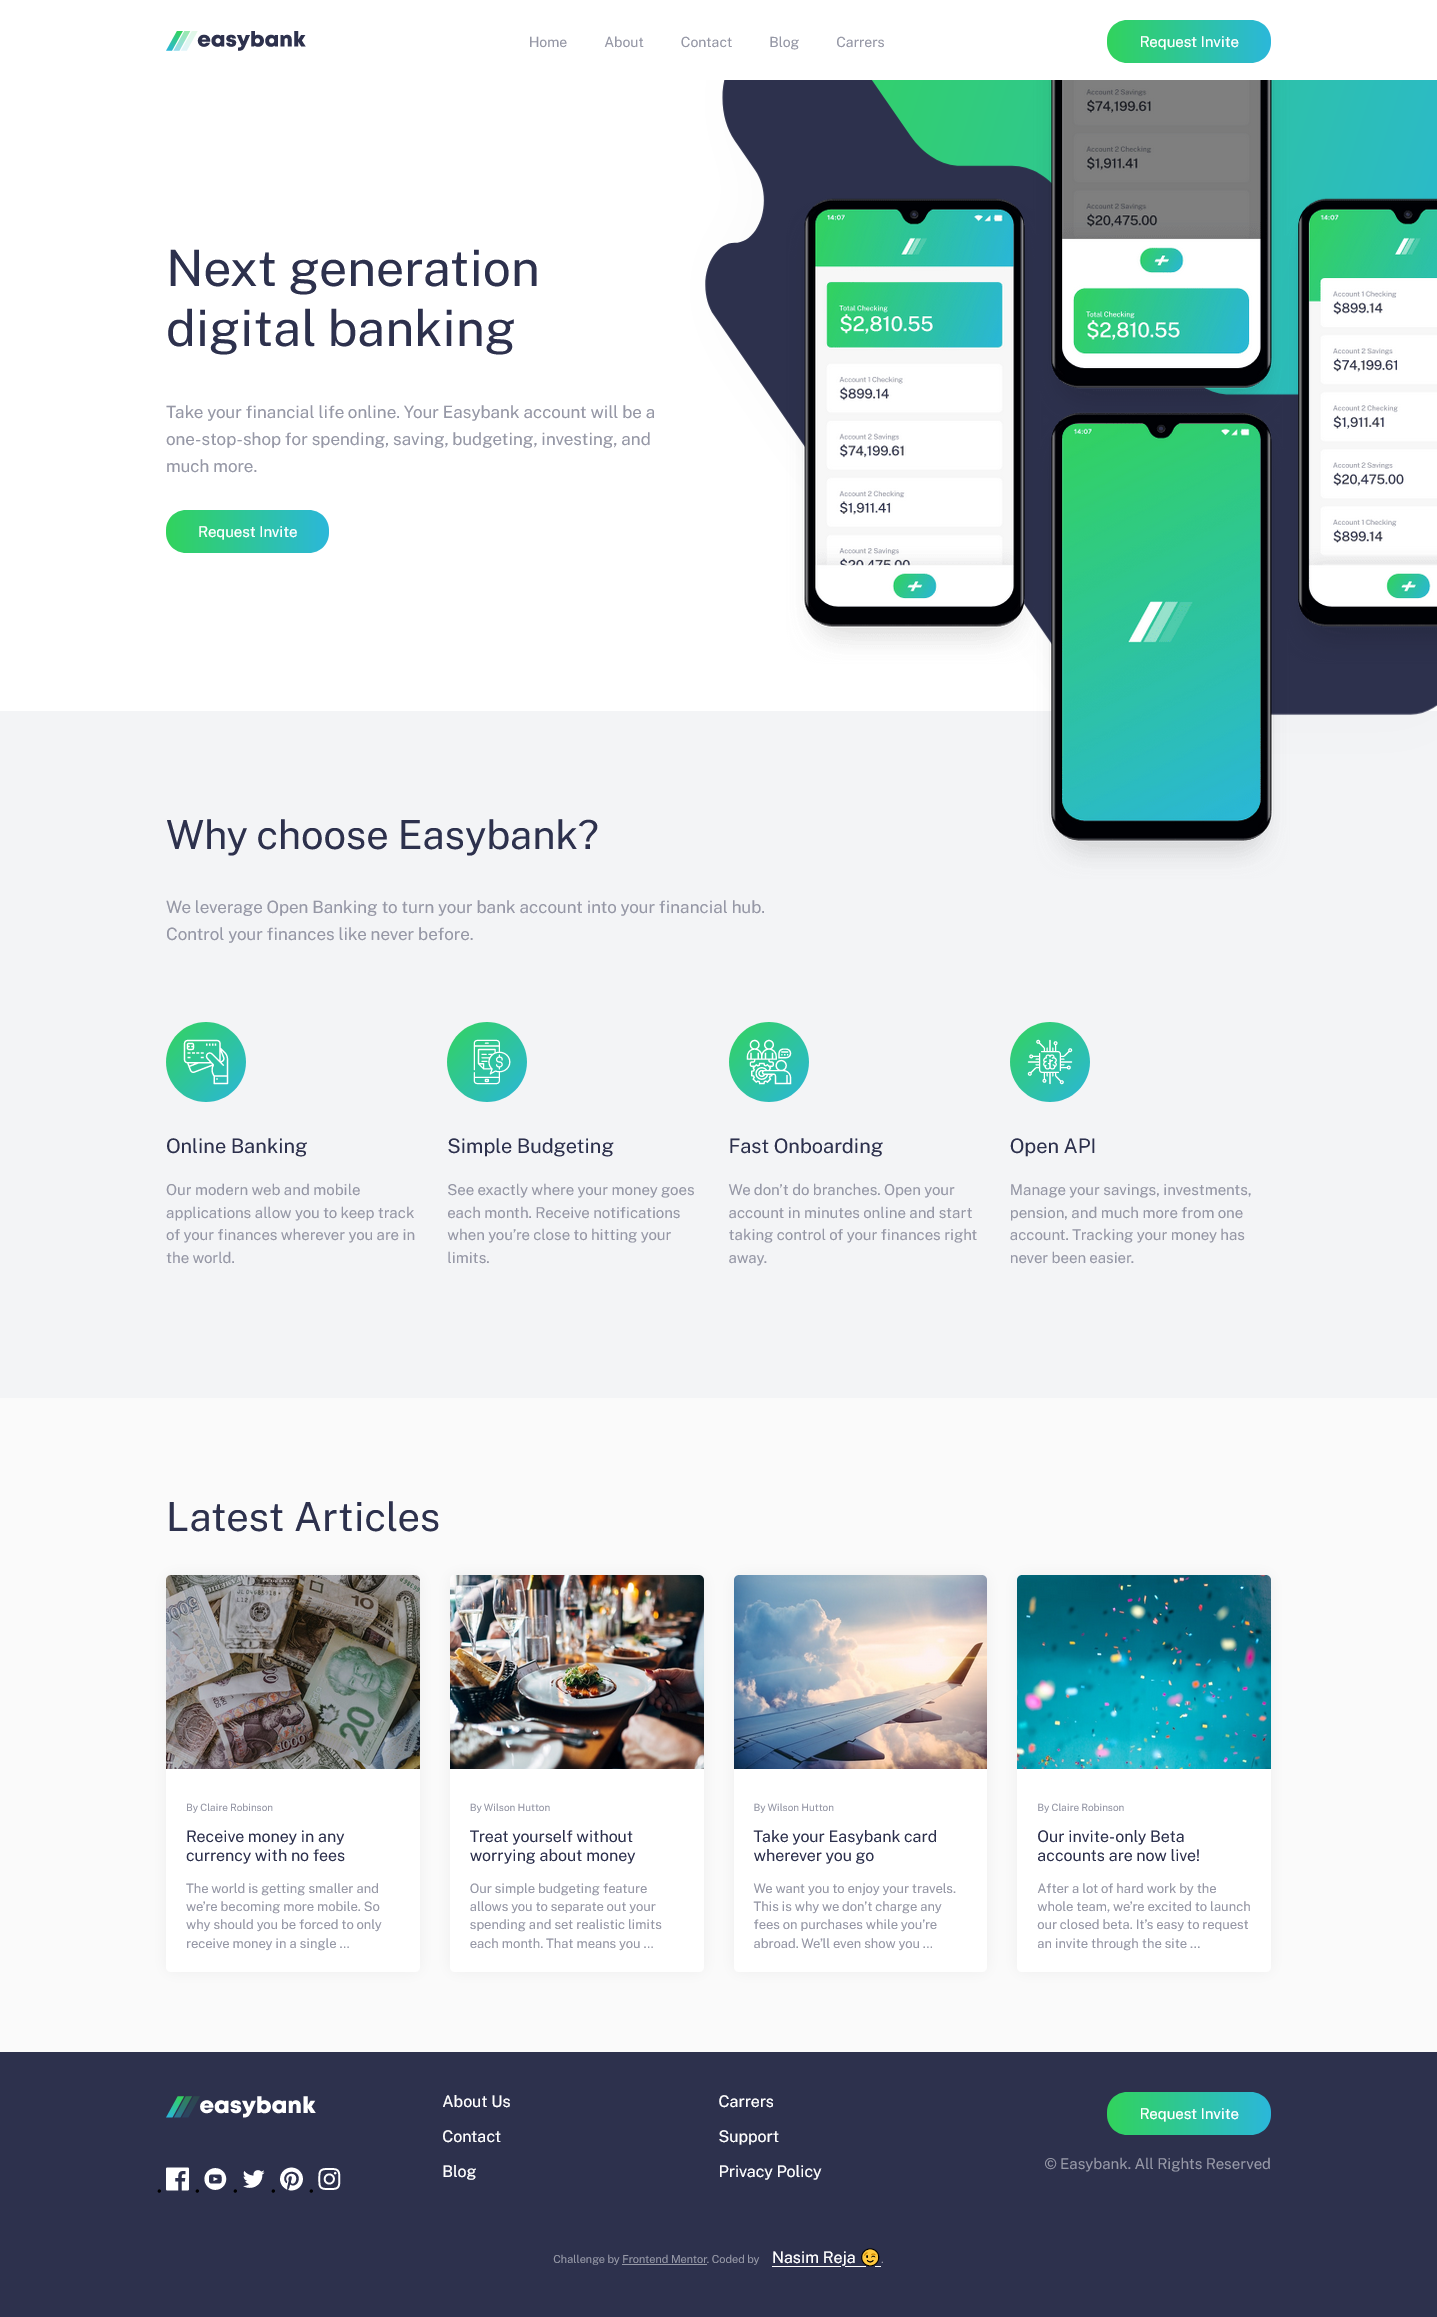 easybank
Home About Contact Blog Carrers
Request Invite
Next generation
digital banking
Take your financial life online. Your Easybank account will be a
one-stop-shop for spending, saving, budgeting, investing, and
much more.
Request Invite
14:07
Total Checking
$2,810.55
Account 1 Checking
$899.14
Account 2 Savings
$74,199.61
Account 2 Checking
$1,911.41
Account 2 Savings
$20,475.00
Account 2 Savings
$74,199.61
Account 2 Checking
$1,911.41
Account 2 Savings
$20,475.00
Total Checking
$2,810.55
14:07
14:07
Account 1 Checking
$899.14
Account 2 Savings
$74,199.61
Account 2 Checking
$1,911.41
Account 2 Savings
$20,475.00
Account 1 Checking
$899.14
Why choose Easybank?
We leverage Open Banking to turn your bank account into your financial hub.
Control your finances like never before.
Online Banking
Our modern web and mobile
applications allow you to keep track
of your finances wherever you are in
the world.
Simple Budgeting
See exactly where your money goes
each month. Receive notifications
when you’re close to hitting your
limits.
Fast Onboarding
We don’t do branches. Open your
account in minutes online and start
taking control of your finances right
away.
Open API
Manage your savings, investments,
pension, and much more from one
account. Tracking your money has
never been easier.
Latest Articles
10
20
1000
By Claire Robinson
Receive money in any
currency with no fees
The world is getting smaller and
we’re becoming more mobile. So
why should you be forced to only
receive money in a single ...
By Wilson Hutton
Treat yourself without
worrying about money
Our simple budgeting feature
allows you to separate out your
spending and set realistic limits
each month. That means you ...
By Wilson Hutton
Take your Easybank card
wherever you go
We want you to enjoy your travels.
This is why we don’t charge any
fees on purchases while you’re
abroad. We’ll even show you ...
By Claire Robinson
Our invite-only Beta
accounts are now live!
After a lot of hard work by the
whole team, we’re excited to launch
our closed beta. It’s easy to request
an invite through the site ...
easybank
About Us
Contact
Blog
Carrers
Support
Privacy Policy
Request Invite
© Easybank. All Rights Reserved
Challenge by Frontend Mentor. Coded by Nasim Reja 😉.